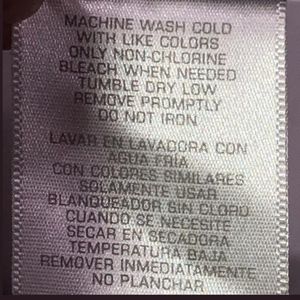 MACHINE WASH COLD
WITH LIKE COLORS
ONLY NON-CHLORINE
BLEACH WHEN NEEDED
TUMBLE DRY LOW
REMOVE PROMPTLY
DO NOT IRON
LAVAR EN LAVADORA CON
AGUA FRÍA
CON COLORES SIMILARES
SOLAMENTE USAR
BLANQUEADOR SIN CLORO
CUANDO SE NECESITE
SECAR EN SECADORA
TEMPERATURA BAJA
REMOVER INMEDIATAMENTE
NO PLANCHAR